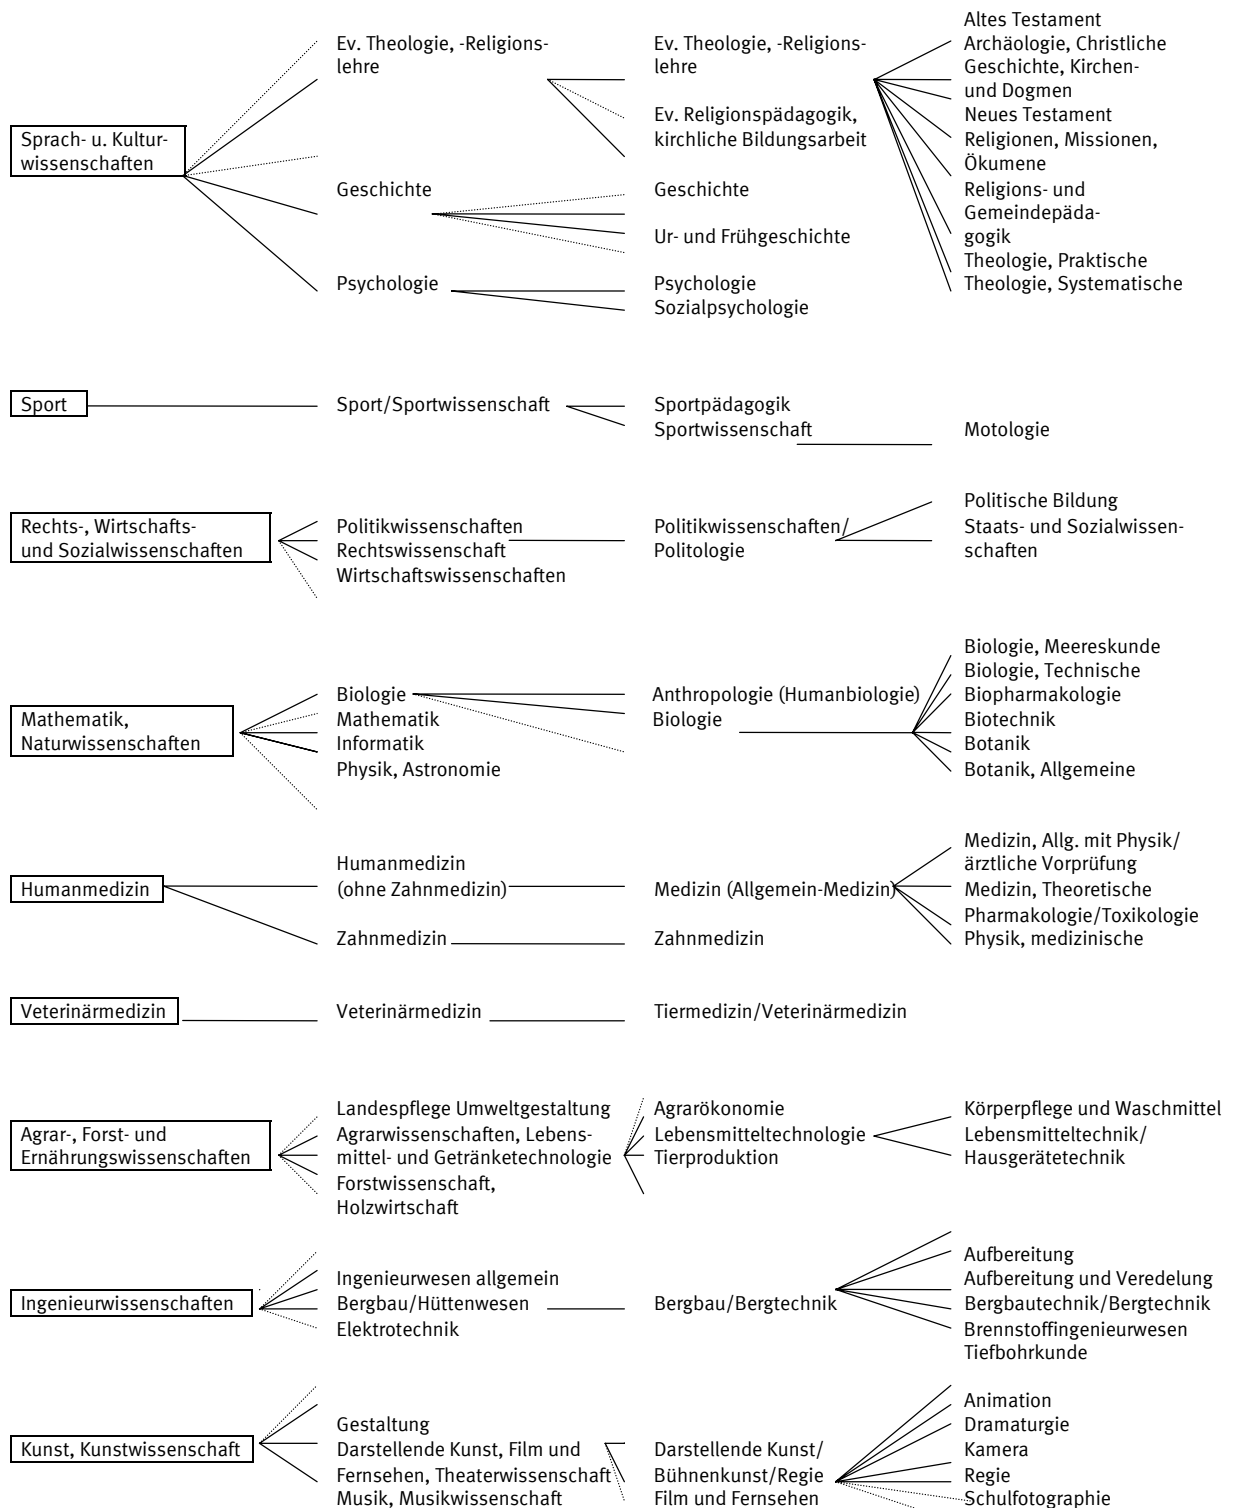 Sprach- u. Kultur-
wissenschaften
Ev. Theologie, -Religions-
lehre
Geschichte
Psychologie
Ev. Theologie, -Religions-
lehre
Ev. Religionspädagogik,
kirchliche Bildungsarbeit
Geschichte
Ur- und Frühgeschichte
Psychologie
Sozialpsychologie
Altes Testament
Archäologie, Christliche
Geschichte, Kirchen-
und Dogmen
Neues Testament
Religionen, Missionen,
Ökumene
Religions- und
Gemeindepäda-
gogik
Theologie, Praktische
Theologie, Systematische
Sport
Sport/Sportwissenschaft
Sportpädagogik
Sportwissenschaft
Motologie
Rechts-, Wirtschafts-
und Sozialwissenschaften
Politikwissenschaften
Rechtswissenschaft
Wirtschaftswissenschaften
Politikwissenschaften/
Politologie
Politische Bildung
Staats- und Sozialwissen-
schaften
Mathematik,
Naturwissenschaften
Biologie
Mathematik
Informatik
Physik, Astronomie
Anthropologie (Humanbiologie)
Biologie
Biologie, Meereskunde
Biologie, Technische
Biopharmakologie
Biotechnik
Botanik
Botanik, Allgemeine
Humanmedizin
Humanmedizin
(ohne Zahnmedizin)
Zahnmedizin
Medizin (Allgemein-Medizin)
Zahnmedizin
Medizin, Allg. mit Physik/
ärztliche Vorprüfung
Medizin, Theoretische
Pharmakologie/Toxikologie
Physik, medizinische
Veterinärmedizin
Veterinärmedizin
Tiermedizin/Veterinärmedizin
Agrar-, Forst- und
Ernährungswissenschaften
Landespflege Umweltgestaltung
Agrarwissenschaften, Lebens-
mittel- und Getränketechnologie
Forstwissenschaft,
Holzwirtschaft
Agrarökonomie
Lebensmitteltechnologie
Tierproduktion
Körperpflege und Waschmittel
Lebensmitteltechnik/
Hausgerätetechnik
Ingenieurwissenschaften
Ingenieurwesen allgemein
Bergbau/Hüttenwesen
Elektrotechnik
Bergbau/Bergtechnik
Aufbereitung
Aufbereitung und Veredelung
Bergbautechnik/Bergtechnik
Brennstoffingenieurwesen
Tiefbohrkunde
Kunst, Kunstwissenschaft
Gestaltung
Darstellende Kunst, Film und
Fernsehen, Theaterwissenschaft
Musik, Musikwissenschaft
Darstellende Kunst/
Bühnenkunst/Regie
Film und Fernsehen
Animation
Dramaturgie
Kamera
Regie
Schulfotographie